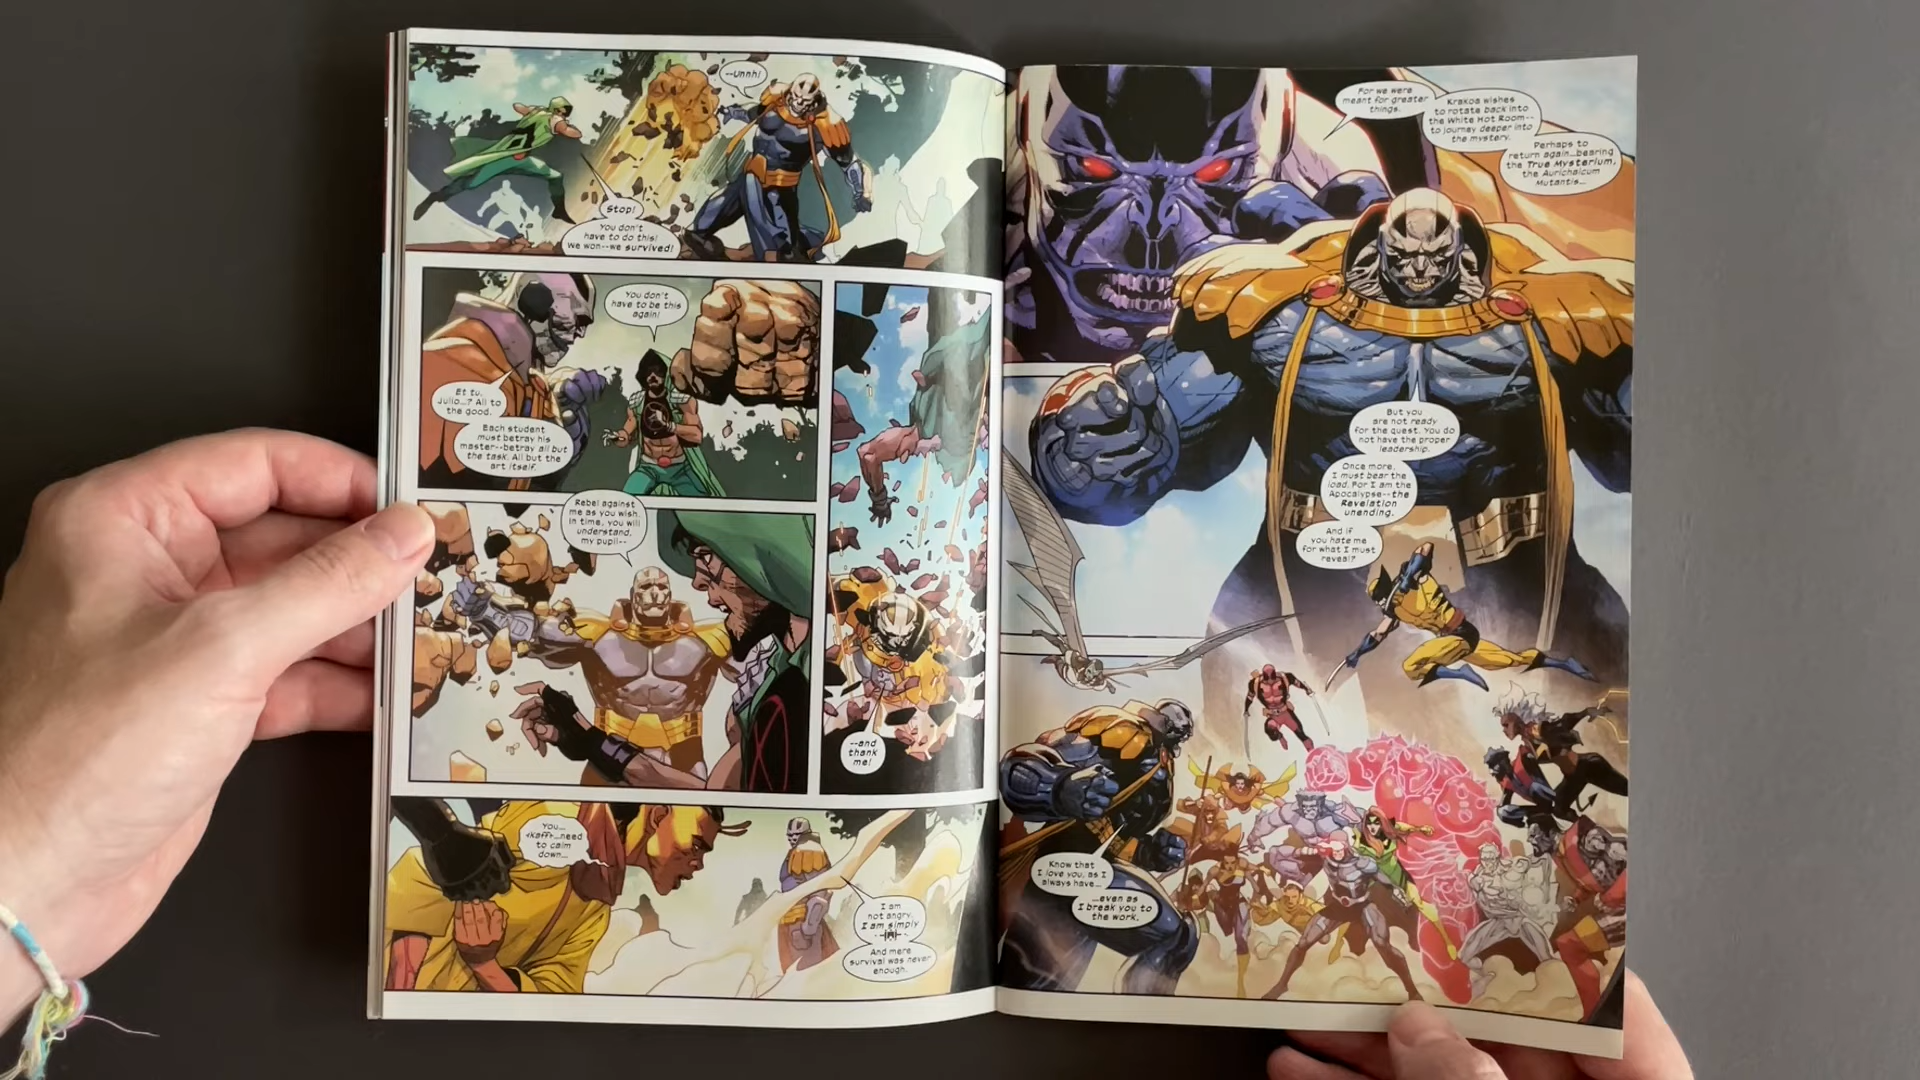 --Unnh!
Stop!
You don't
have to do this!
We won--we survived!
You don't
have to be this
again!
Et tu,
Julio...? All to
the good.
Each student
must betray his
master--betray all but
the task. All but the
art itself.
Rebel against
me as you wish.
In time, you will
understand,
my pupil--
--and
thank
me!
You...
<kaff>...need
to calm
down...
I am
not angry.
I am simply
And mere
survival was never
enough.
For we were
meant for greater
things.
Krakoa wishes
to rotate back into
the White Hot Room--
to journey deeper into
the mystery.
Perhaps to
return again...bearing
the True Mysterium,
the Aurichalcum
Mutantis...
But you
are not ready
for the quest. You do
not have the proper
leadership.
Once more,
I must bear the
load. For I am the
Apocalypse--the
Revelation
unending.
And if
you hate me
for what I must
reveal?
Know that
I love you, as I
always have...
...even as
I break you to
the work.